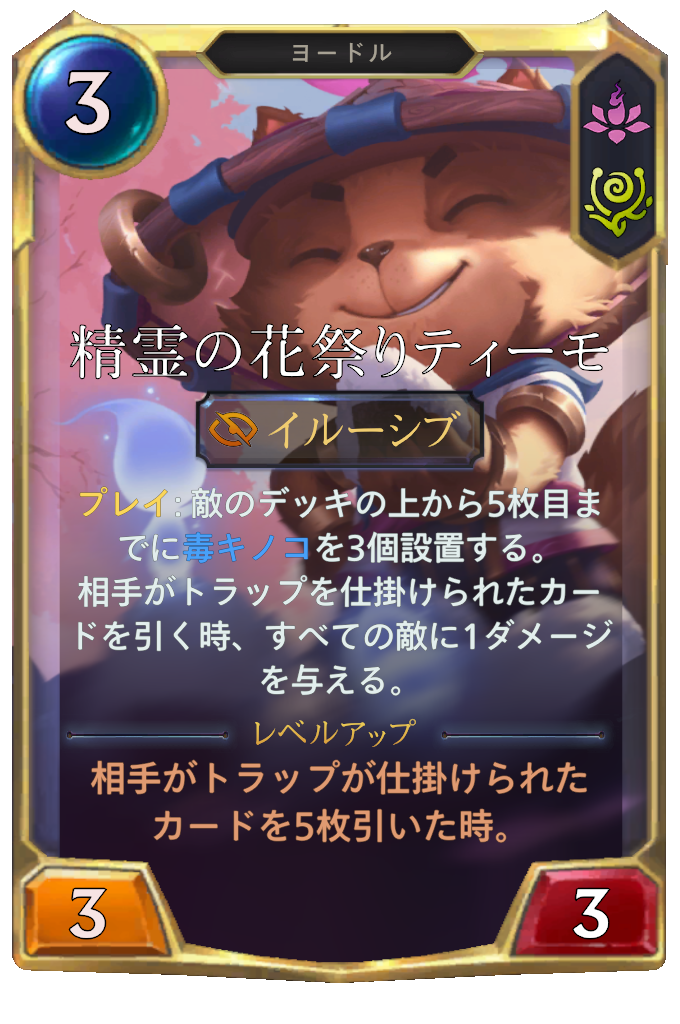 ヨードル
3
精霊の花祭りティーモ
イルーシブ
プレイ: 敵のデッキの上から5枚目ま
でに毒キノコを3個設置する。
相手がトラップを仕掛けられたカー
ドを引く時、すべての敵に1ダメージ
を与える。
レベルアップ
相手がトラップが仕掛けられた
カードを5枚引いた時。
3
3